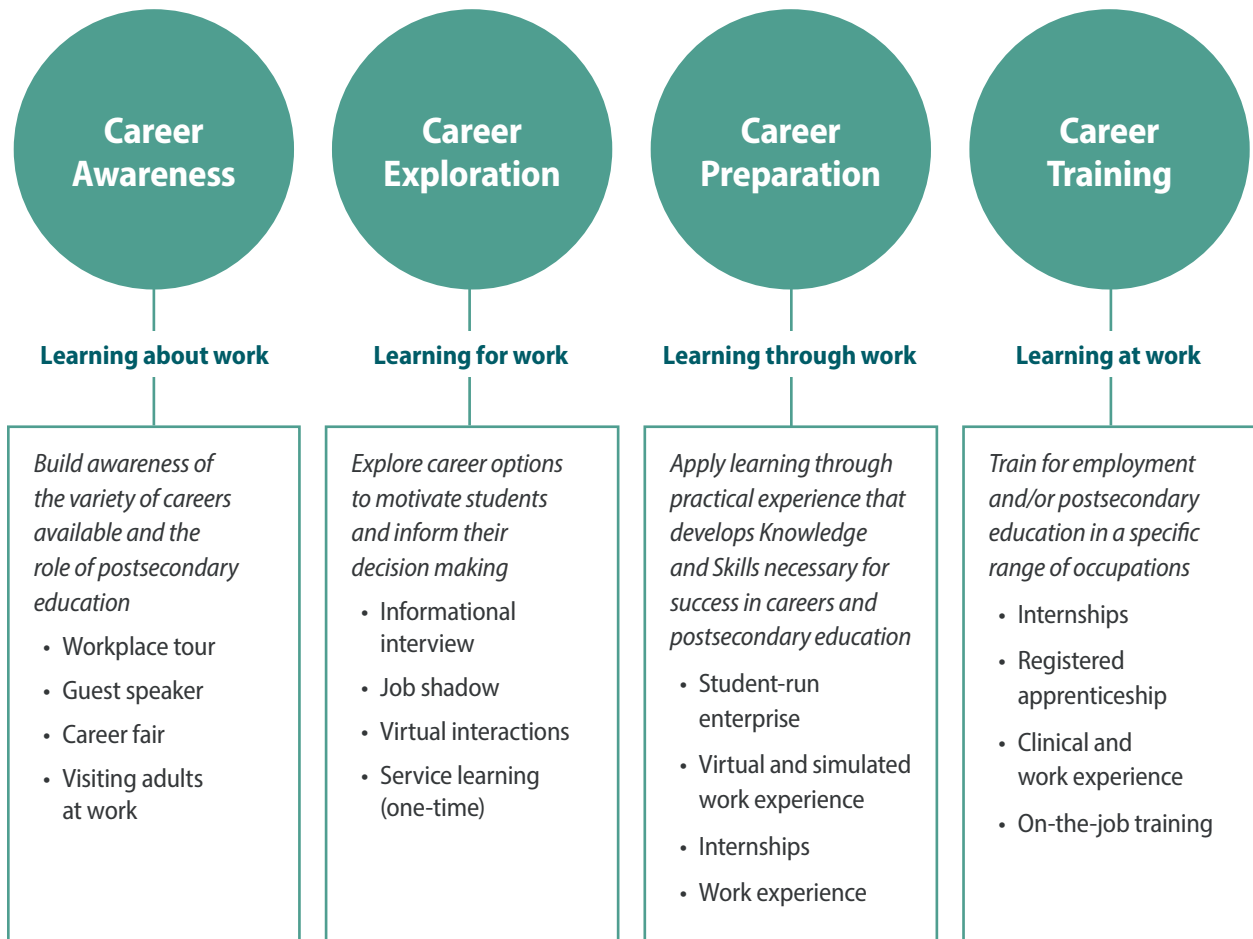 Career
Awareness
Learning about work
Build awareness of
the variety of careers
available and the
role of postsecondary
education
• Workplace tour
• Guest speaker
• Career fair
• Visiting adults
at work
Career
Exploration
Learning for work
Explore career options
to motivate students
and inform their
decision making
• Informational
interview
• Job shadow
• Virtual interactions
• Service learning
(one-time)
Career
Preparation
Learning through work
Apply learning through
practical experience that
develops Knowledge
and Skills necessary for
success in careers and
postsecondary education
• Student-run
enterprise
• Virtual and simulated
work experience
• Internships
• Work experience
Career
Training
Learning at work
Train for employment
and/or postsecondary
education in a specific
range of occupations
• Internships
• Registered
apprenticeship
• Clinical and
work experience
• On-the-job training